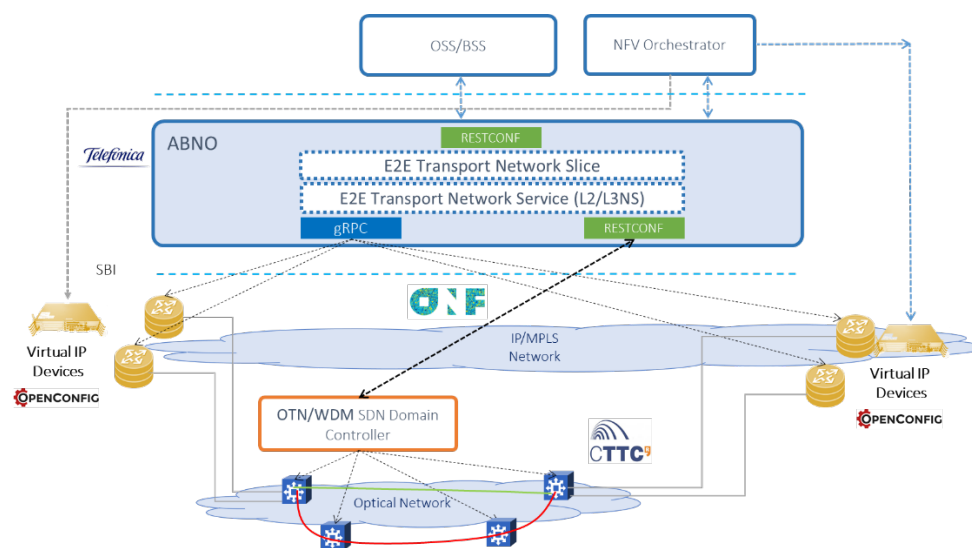 OSS/BSS
NFV Orchestrator
Telefónica
ABNO
RESTCONF
E2E Transport Network Slice
E2E Transport Network Service (L2/L3NS)
gRPC
RESTCONF
SBI
ONF
IP/MPLS
Network
Virtual IP
Devices
OPENCONFIG
Virtual IP
Devices
OPENCONFIG
OTN/WDM SDN Domain
Controller
CTTC9
Optical Network